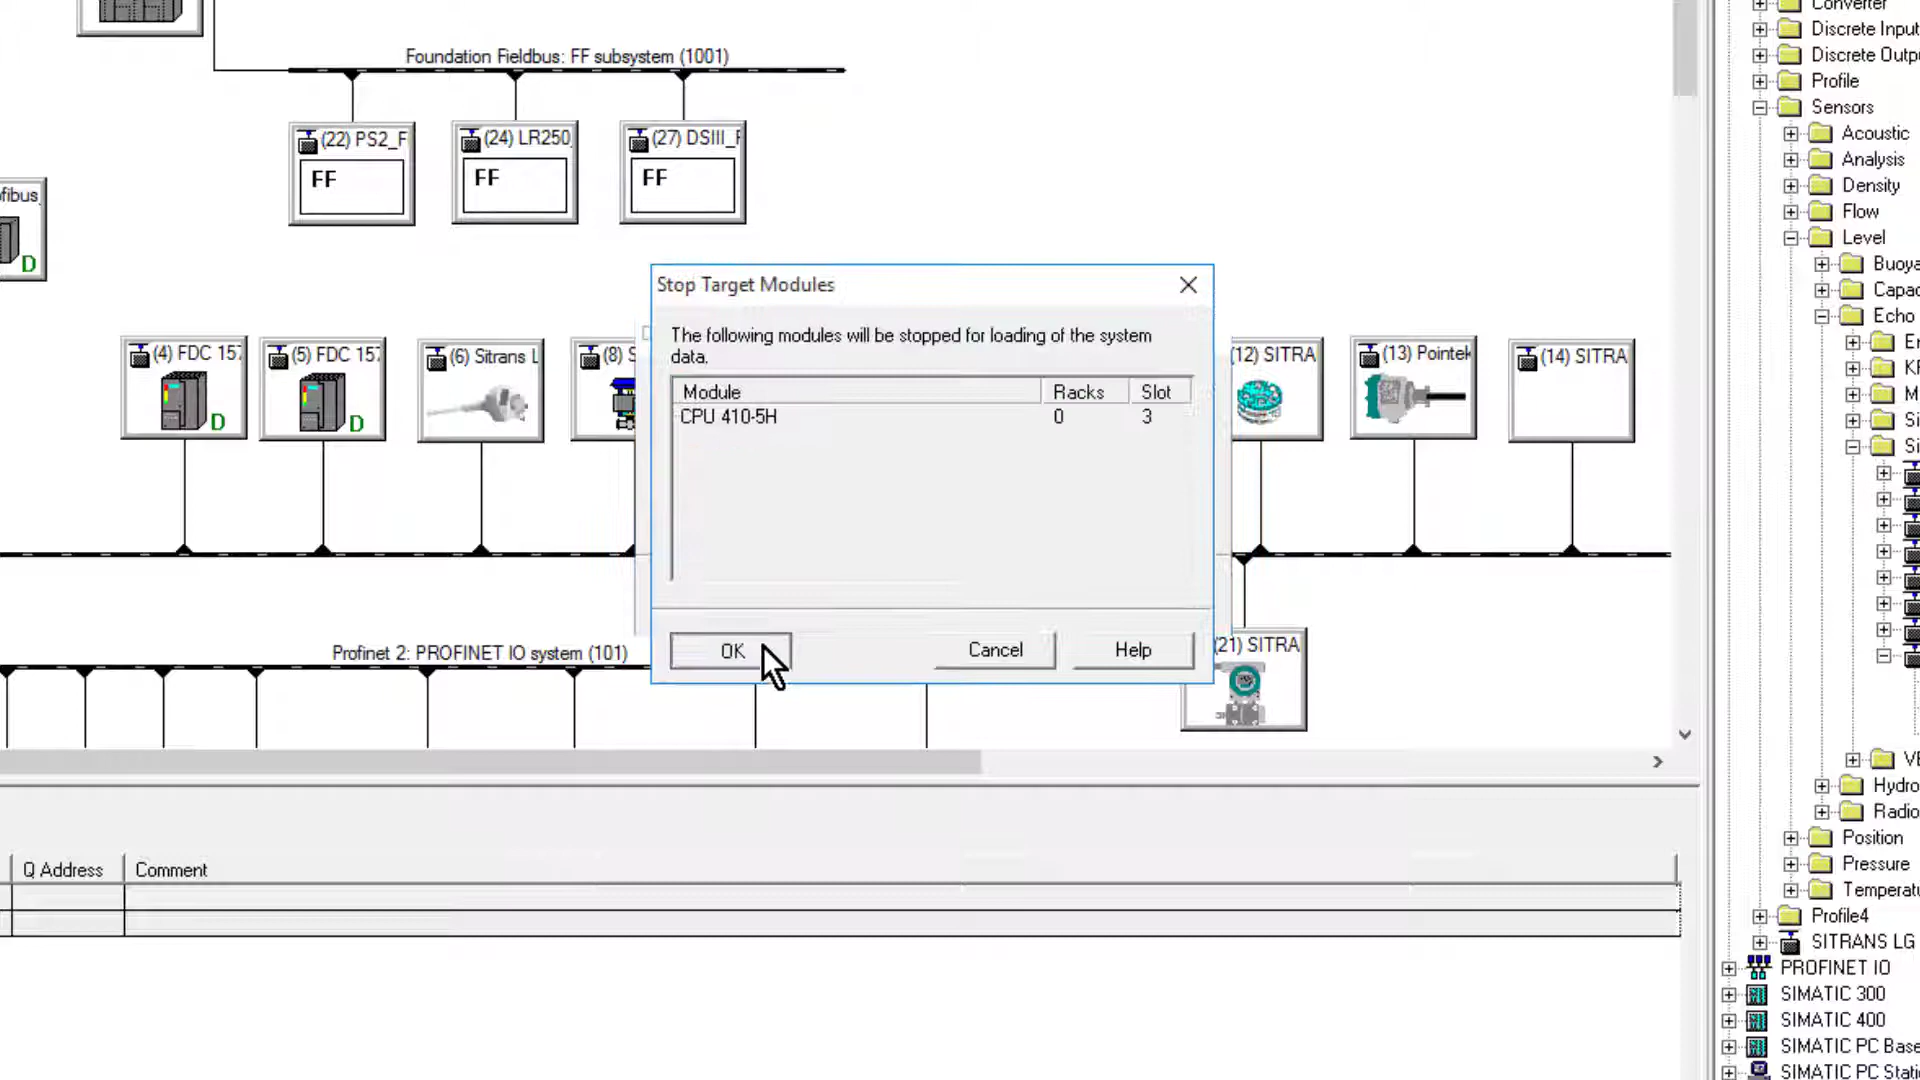 Foundation Fieldbus: FF subsystem (1001)
(22) PS2_F
FF
(24) LR250
FF
(27) DSIII_F
FF
ofibus
D
(4) FDC 157
D
(5) FDC 157
D
(6) Sitrans L
(8) S
(12) SITRA
(13) Pointek
(14) SITRA
Stop Target Modules
The following modules will be stopped for loading of the system
data.
Module Racks Slot
CPU 410-5H 0 3
OK Cancel Help
Profinet 2: PROFINET IO system (101)
(21) SITRA
Q Address Comment
Converter
Discrete Input
Discrete Outp
Profile
Sensors
Acoustic
Analysis
Density
Flow
Level
Buoya
Capac
Echo
Si
Si
Hydro
Radio
Position
Pressure
Temperatu
Profile4
SITRANS LG
PROFINET IO
SIMATIC 300
SIMATIC 400
SIMATIC PC Base
SIMATIC PC Stati